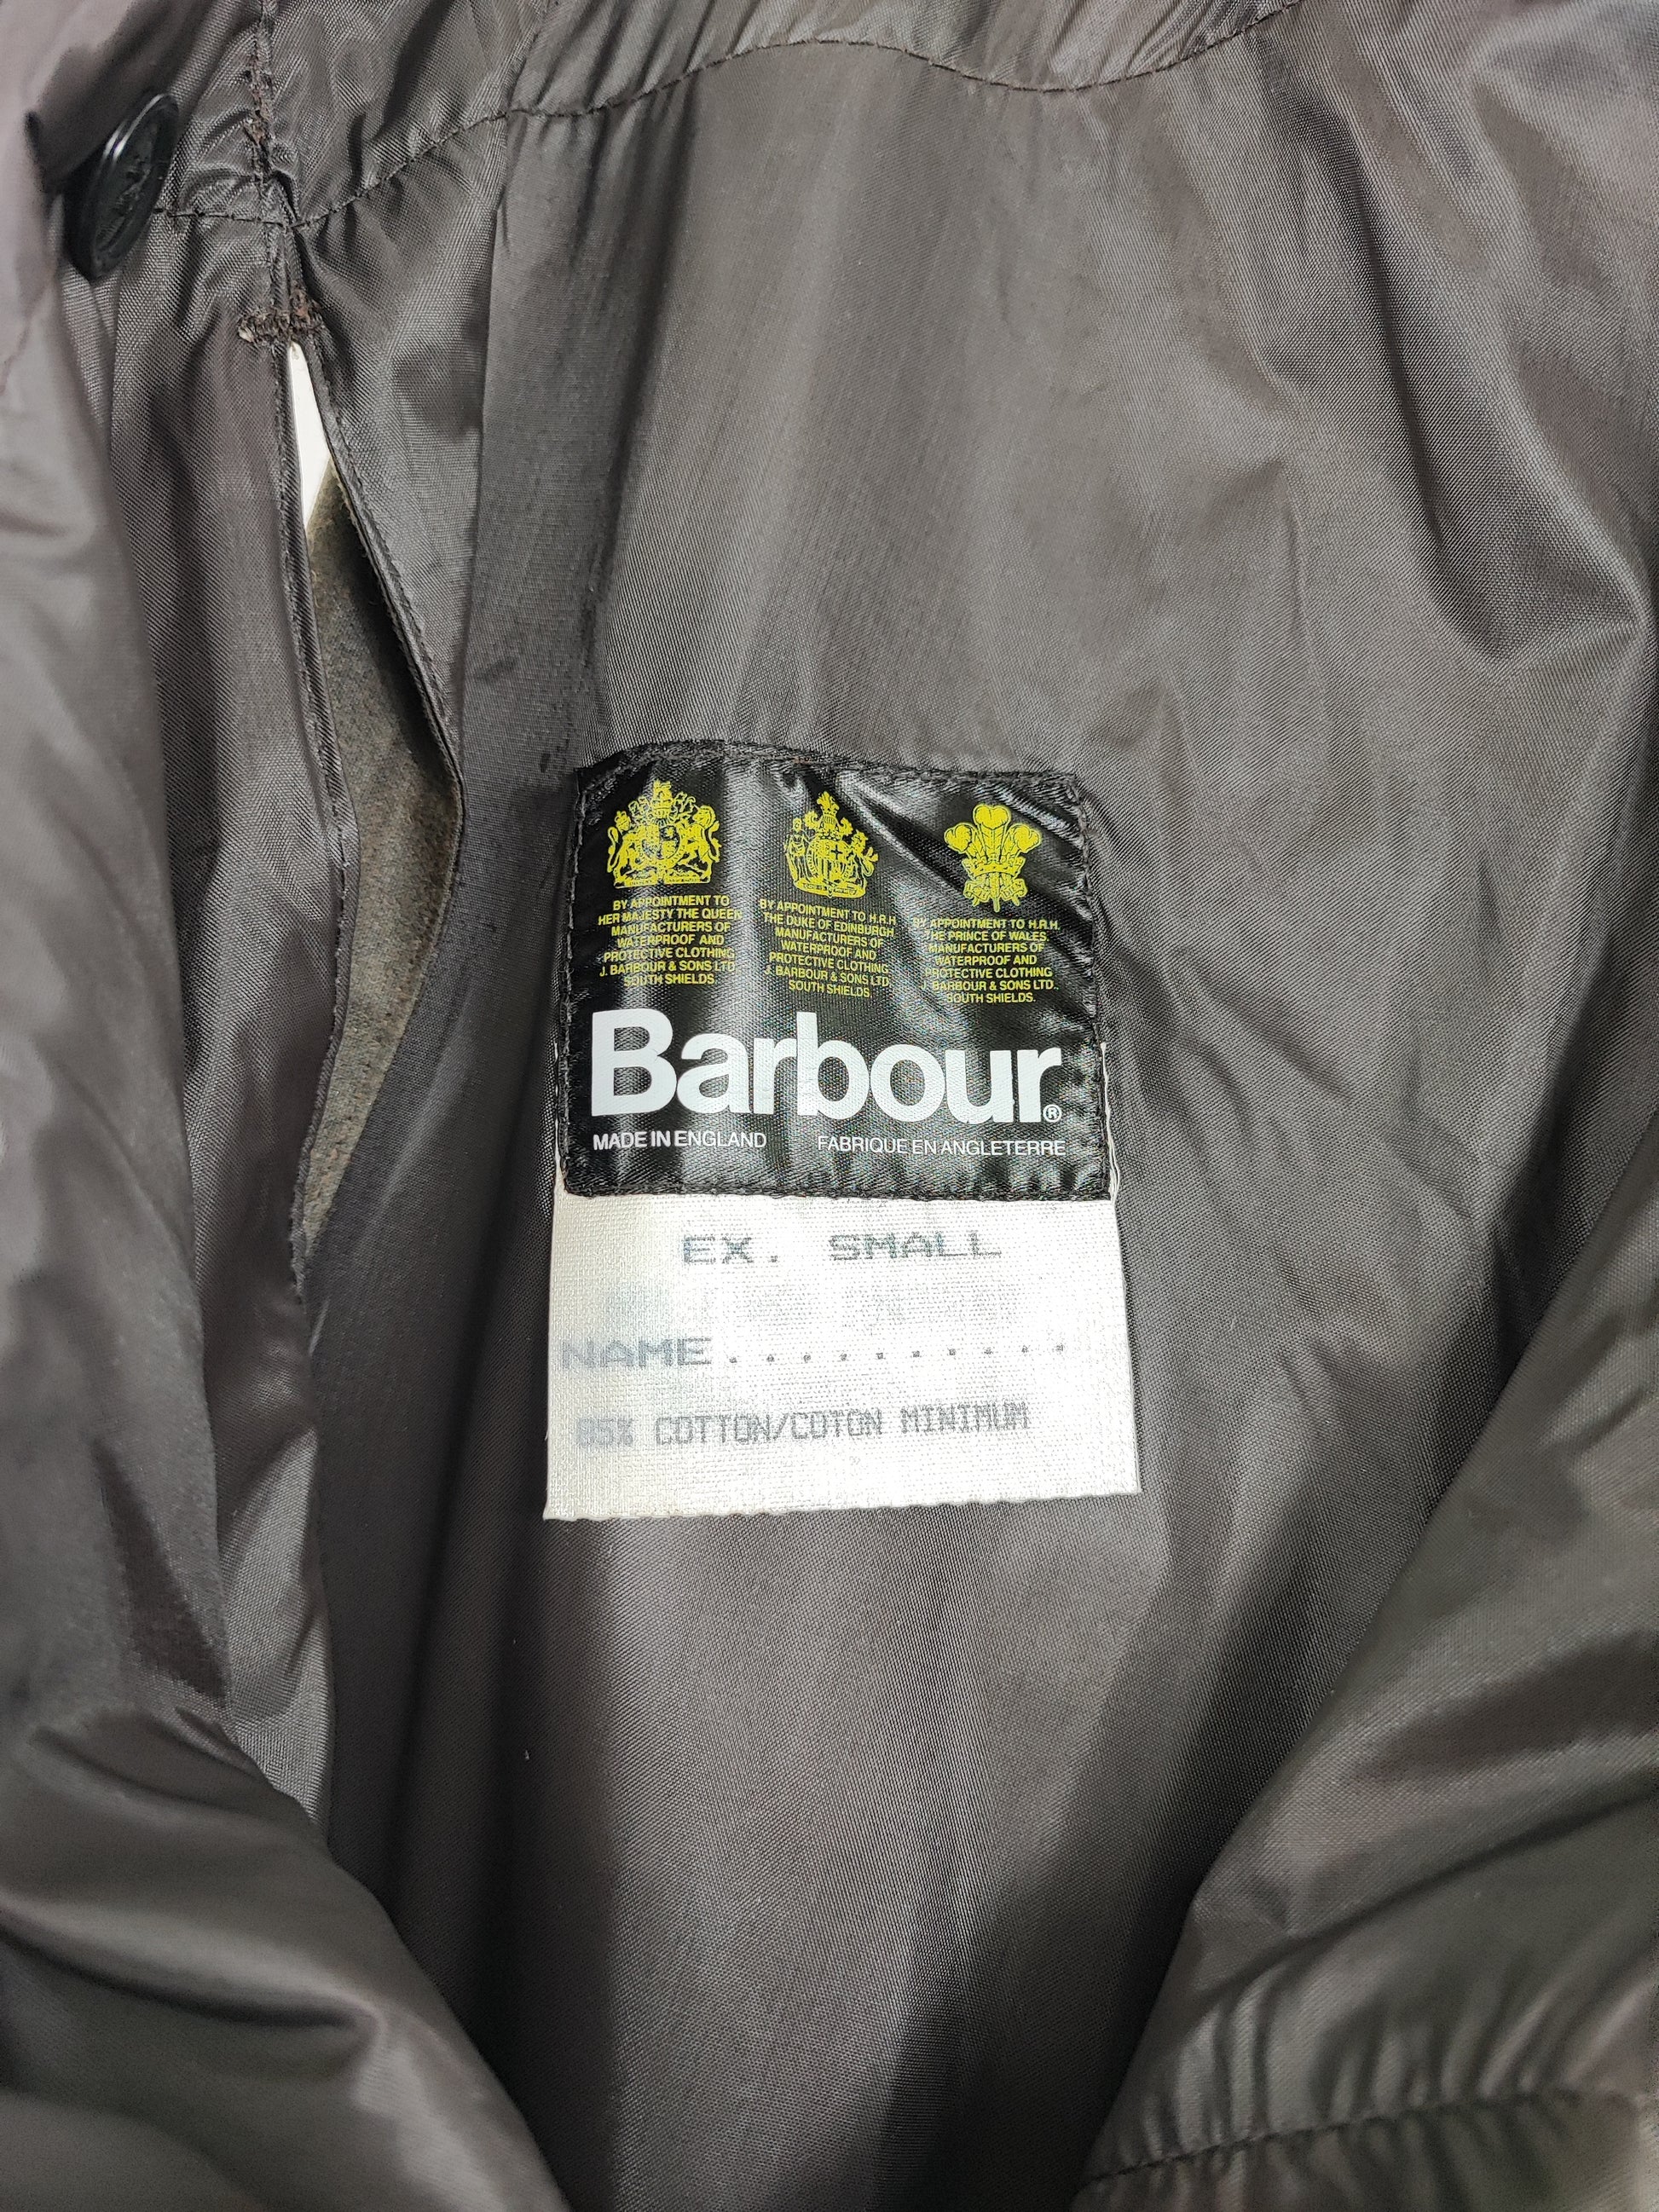 BY APPOINTMENT TO
HER MAJESTY THE QUEEN
MANUFACTURERS OF
WATERPROOF AND
PROTECTIVE CLOTHING
J. BARBOUR & SONS LTD
SOUTH SHIELDS.
BY APPOINTMENT TO H.R.H.
THE DUKE OF EDINBURGH
MANUFACTURERS OF
WATERPROOF AND
PROTECTIVE CLOTHING
J. BARBOUR & SONS LTD.
SOUTH SHIELDS.
BY APPOINTMENT TO H.R.H.
THE PRINCE OF WALES.
MANUFACTURERS OF
WATERPROOF AND
PROTECTIVE CLOTHING
J. BARBOUR & SONS LTD..
SOUTH SHIELDS.
Barbour®
MADE IN ENGLAND FABRIQUE EN ANGLETERRE
EX. SMALL
NAME..........
85% COTTON/COTON MINIMUM